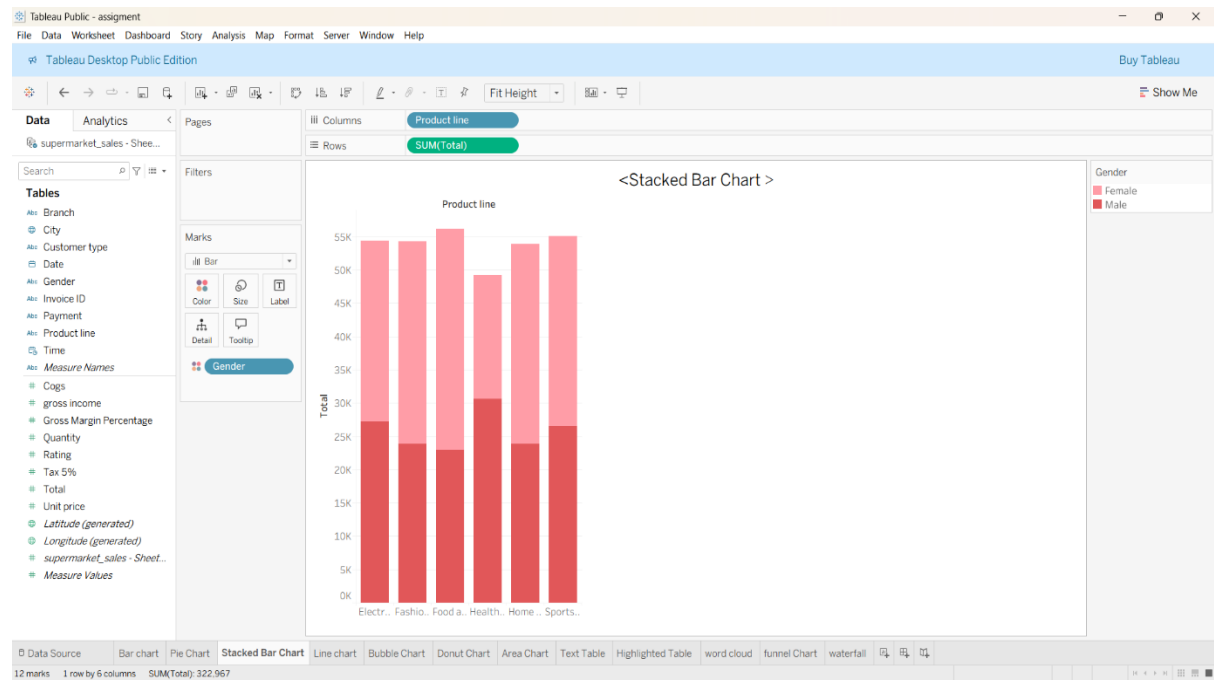 Tableau Public - assigment
File Data Worksheet Dashboard Story Analysis Map Format Server Window Help
Tableau Desktop Public Edition
Buy Tableau
Fit Height
Show Me
Data
Analytics
Pages
Columns
Product line
supermarket_sales - Shee...
Rows
SUM(Total)
Search
Filters
<Stacked Bar Chart >
Gender
Female
Male
Tables
Abc Branch
City
Abc Customer type
Date
Abc Gender
Abc Invoice ID
Abc Payment
Abc Product line
Time
Abc Measure Names
# Cogs
# gross income
# Gross Margin Percentage
# Quantity
# Rating
# Tax 5%
# Total
# Unit price
Latitude (generated)
Longitude (generated)
# supermarket_sales - Sheet...
# Measure Values
Marks
Bar
Color
Size
Label
Detail
Tooltip
Gender
Product line
Total
55K
50K
45K
40K
35K
30K
25K
20K
15K
10K
5K
0K
Electr.. Fashio.. Food a.. Health.. Home .. Sports..
Data Source
Bar chart
Pie Chart
Stacked Bar Chart
Line chart
Bubble Chart
Donut Chart
Area Chart
Text Table
Highlighted Table
word cloud
funnel Chart
waterfall
12 marks 1 row by 6 columns SUM(Total): 322,967